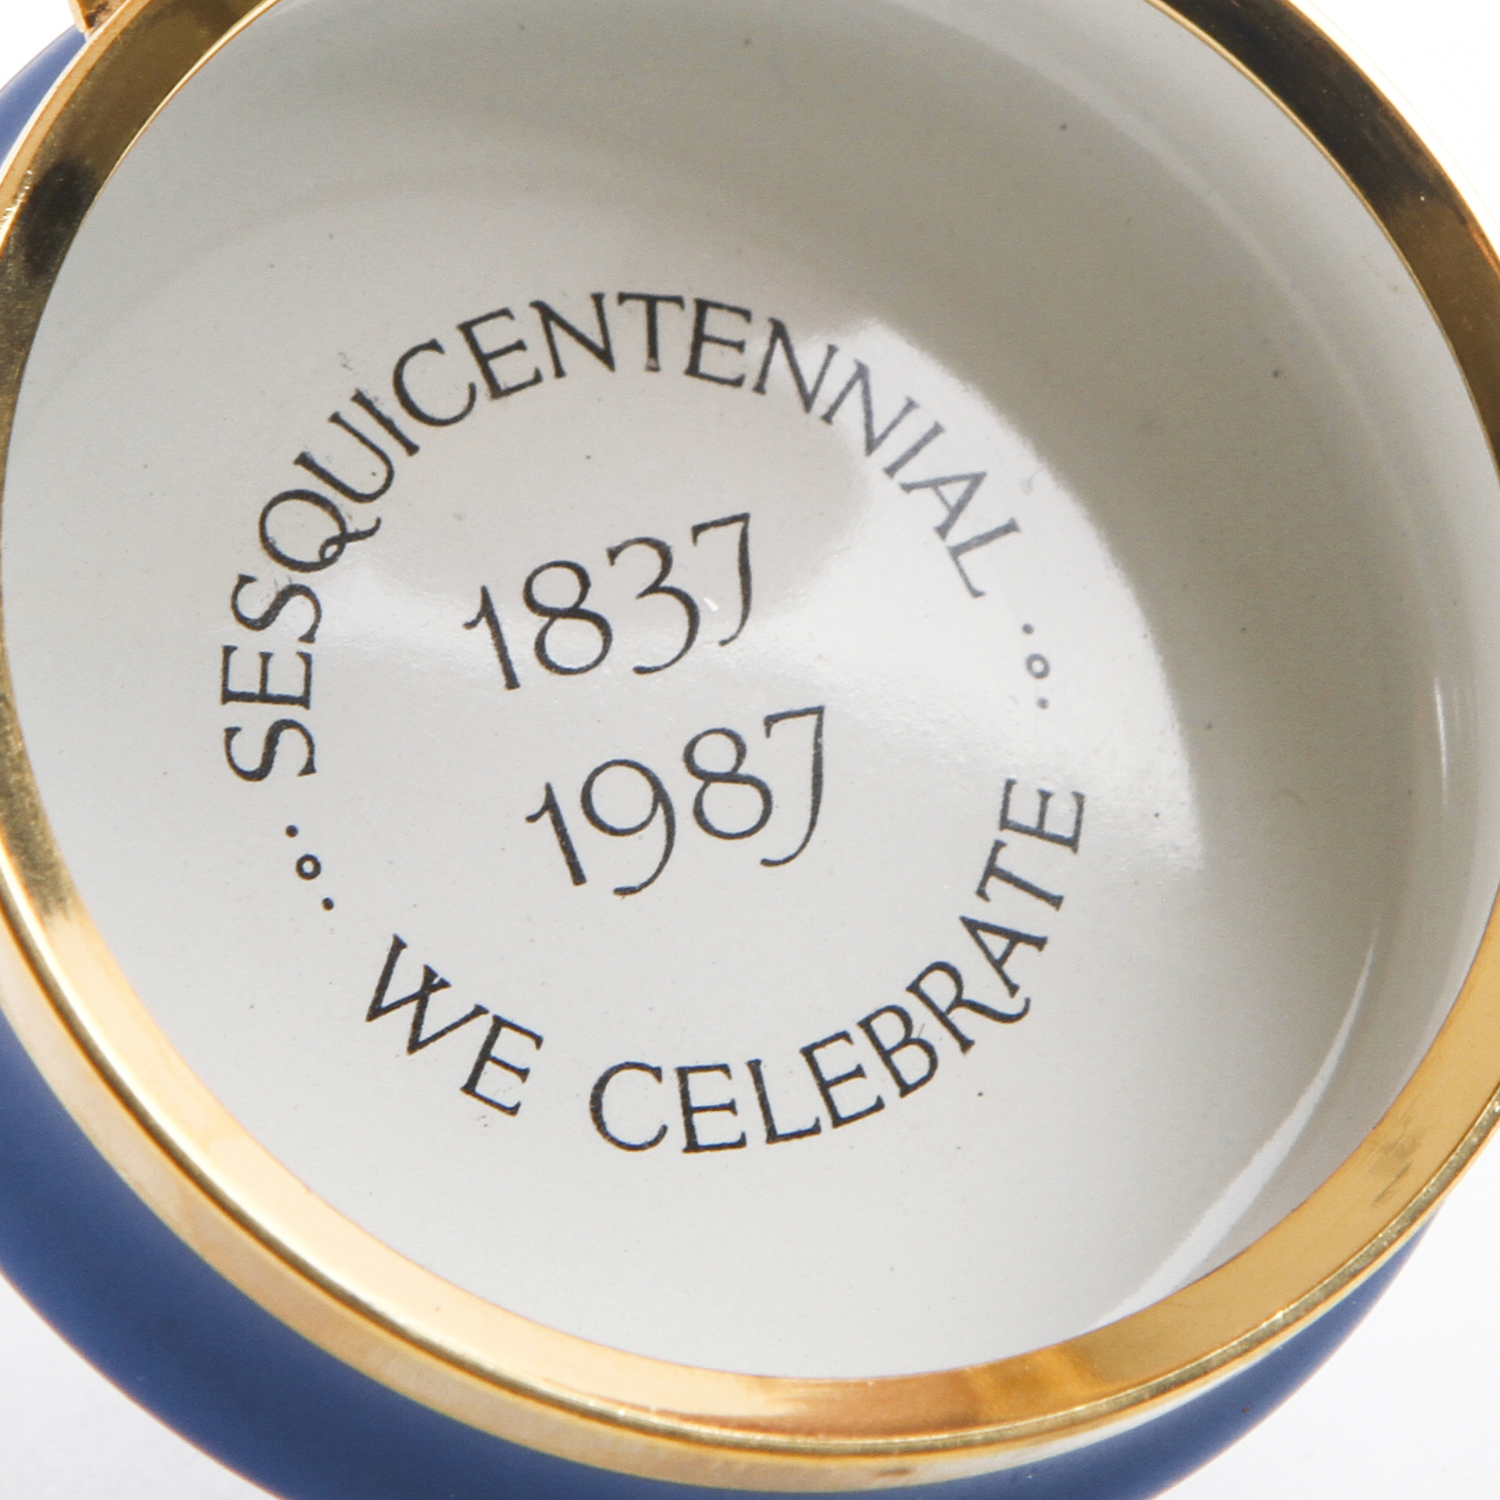 SESQUICENTENNIAL
1837
1987
WE CELEBRATE